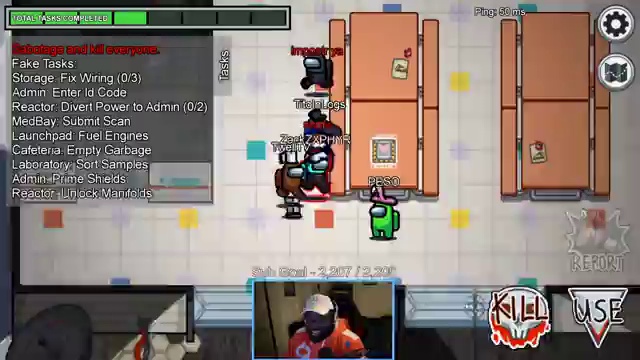 TOTAL TASKS COMPLETED
Ping: 50 ms
Sabotage and kill everyone.
Fake Tasks:
Storage: Fix Wiring (0/3)
Admin: Enter Id Code
Reactor: Divert Power to Admin (0/2)
MedBay: Submit Scan
Launchpad: Fuel Engines
Cafeteria: Empty Garbage
Laboratory: Sort Samples
Admin: Prime Shields
Reactor: Unlock Manifolds
Tasks
PESO
REPORT
KILL
USE